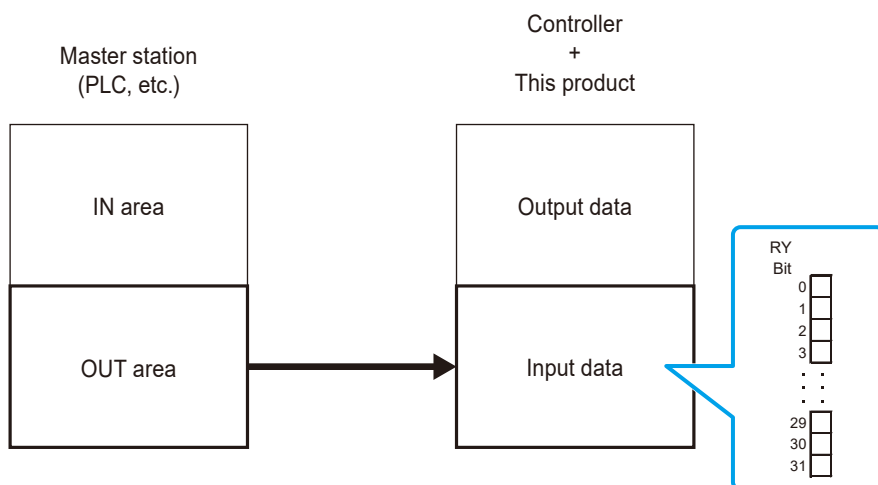 Master station
(PLC, etc.)
Controller
+
This product
IN area
Output data
OUT area
Input data
RY
Bit
0
1
2
3
29
30
31